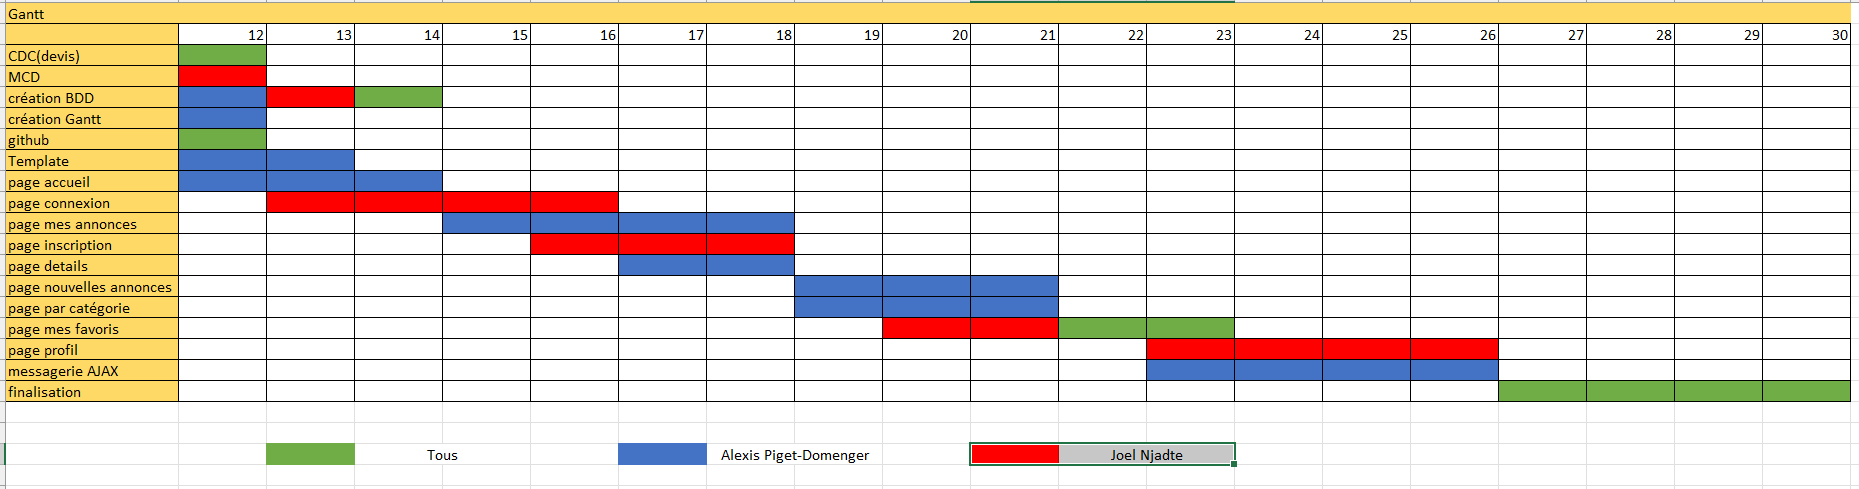 Gantt
12 13 14 15 16 17 18 19 20 21 22 23 24 25 26 27 28 29 30
CDC(devis)
MCD
création BDD
création Gantt
github
Template
page accueil
page connexion
page mes annonces
page inscription
page details
page nouvelles annonces
page par catégorie
page mes favoris
page profil
messagerie AJAX
finalisation
Tous Alexis Piget-Domenger Joel Njadte